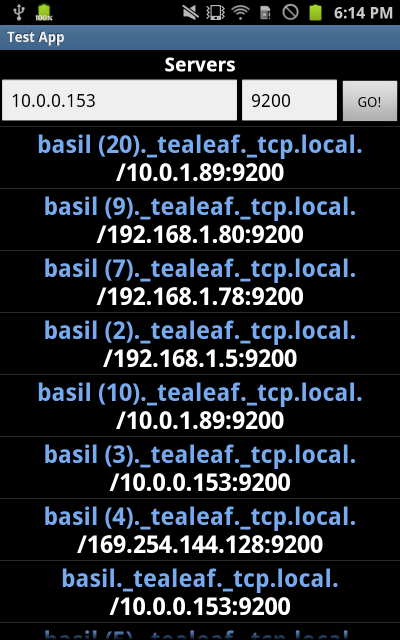 100%
6:14 PM
Test App
Servers
10.0.0.153
9200
GO!
basil (20)._tealeaf._tcp.local.
/10.0.1.89:9200
basil (9)._tealeaf._tcp.local.
/192.168.1.80:9200
basil (7)._tealeaf._tcp.local.
/192.168.1.78:9200
basil (2)._tealeaf._tcp.local.
/192.168.1.5:9200
basil (10)._tealeaf._tcp.local.
/10.0.1.89:9200
basil (3)._tealeaf._tcp.local.
/10.0.0.153:9200
basil (4)._tealeaf._tcp.local.
/169.254.144.128:9200
basil._tealeaf._tcp.local.
/10.0.0.153:9200